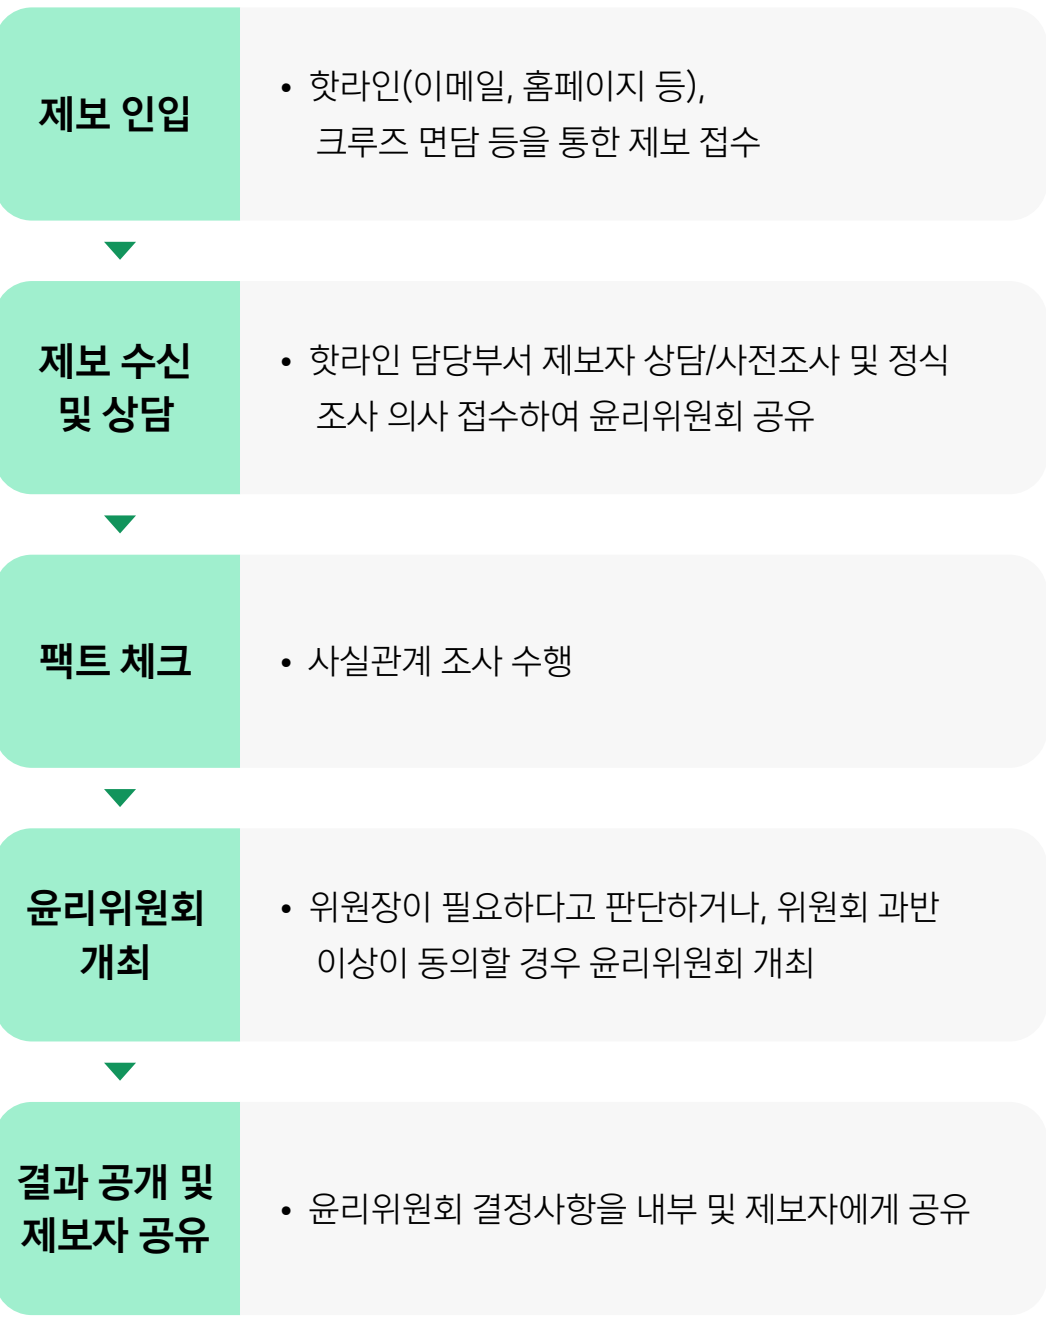 제보 인입
• 핫라인(이메일, 홈페이지 등),
크루즈 면담 등을 통한 제보 접수
제보 수신
및 상담
• 핫라인 담당부서 제보자 상담/사전조사 및 정식
조사 의사 접수하여 윤리위원회 공유
팩트 체크
• 사실관계 조사 수행
윤리위원회
개최
• 위원장이 필요하다고 판단하거나, 위원회 과반
이상이 동의할 경우 윤리위원회 개최
결과 공개 및
제보자 공유
• 윤리위원회 결정사항을 내부 및 제보자에게 공유